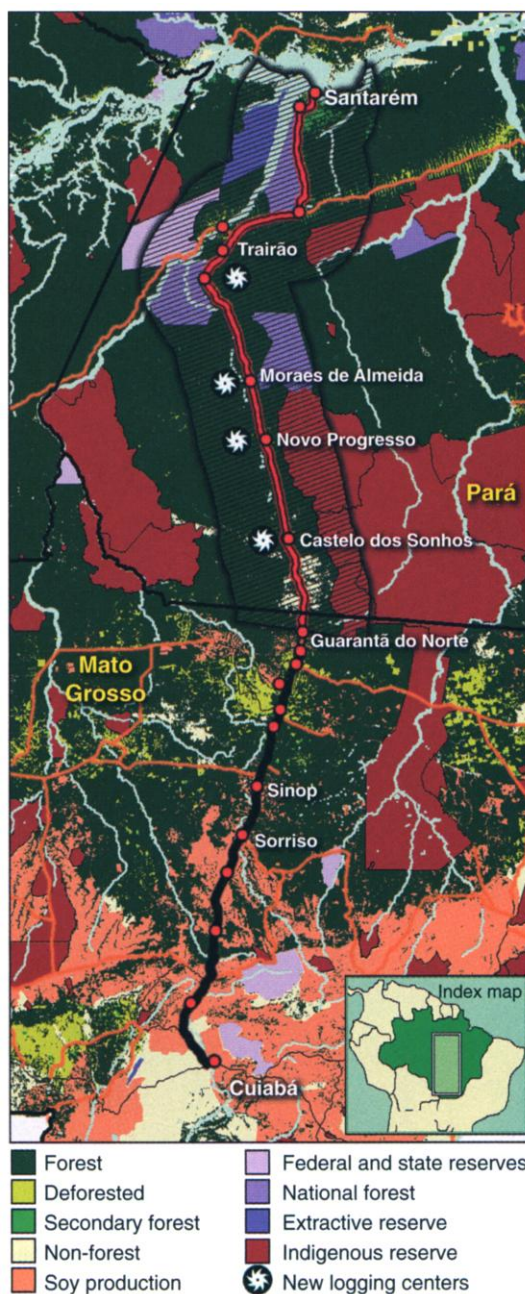 Santarém
Trairão
Moraes de Almeida
Novo Progresso
Pará
Castelo dos Sonhos
Guarantã do Norte
Mato
Grosso
Sinop
Sorriso
Index map
Cuiabá
Forest
Deforested
Secondary forest
Non-forest
Soy production
Federal and state reserves
National forest
Extractive reserve
Indigenous reserve
New logging centers